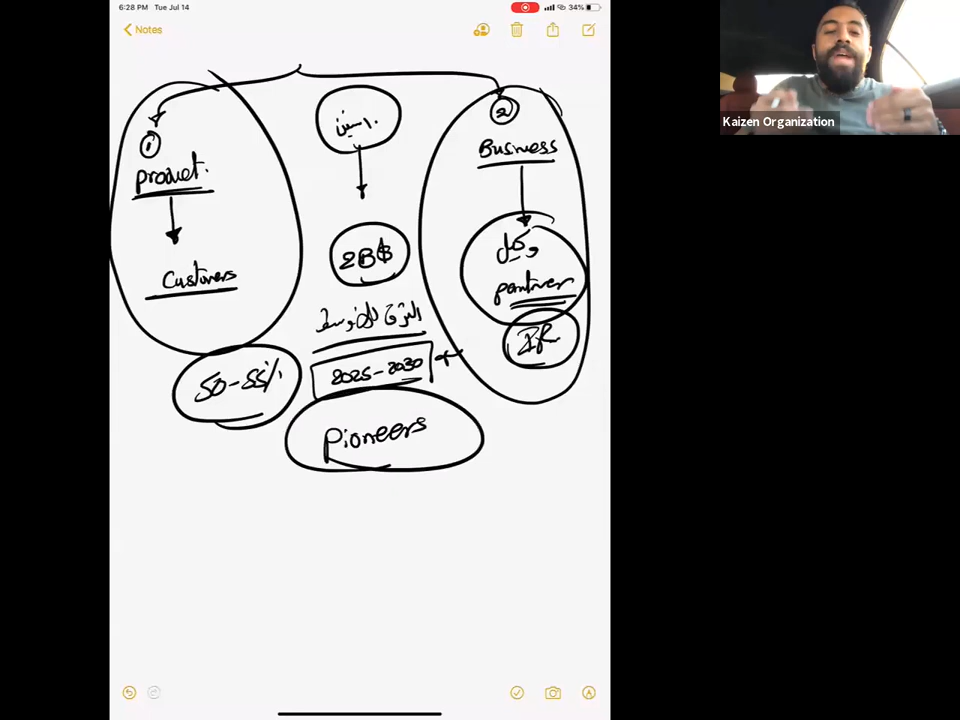 6:28 PM Tue Jul 14
34%
Notes
Kaizen Organization
1
Product.
Customers
50-55%
١٠ سنين
2B$
الشرق الأوسط
2025-2030
Pioneers
2
Business
وكيل
partner
IR